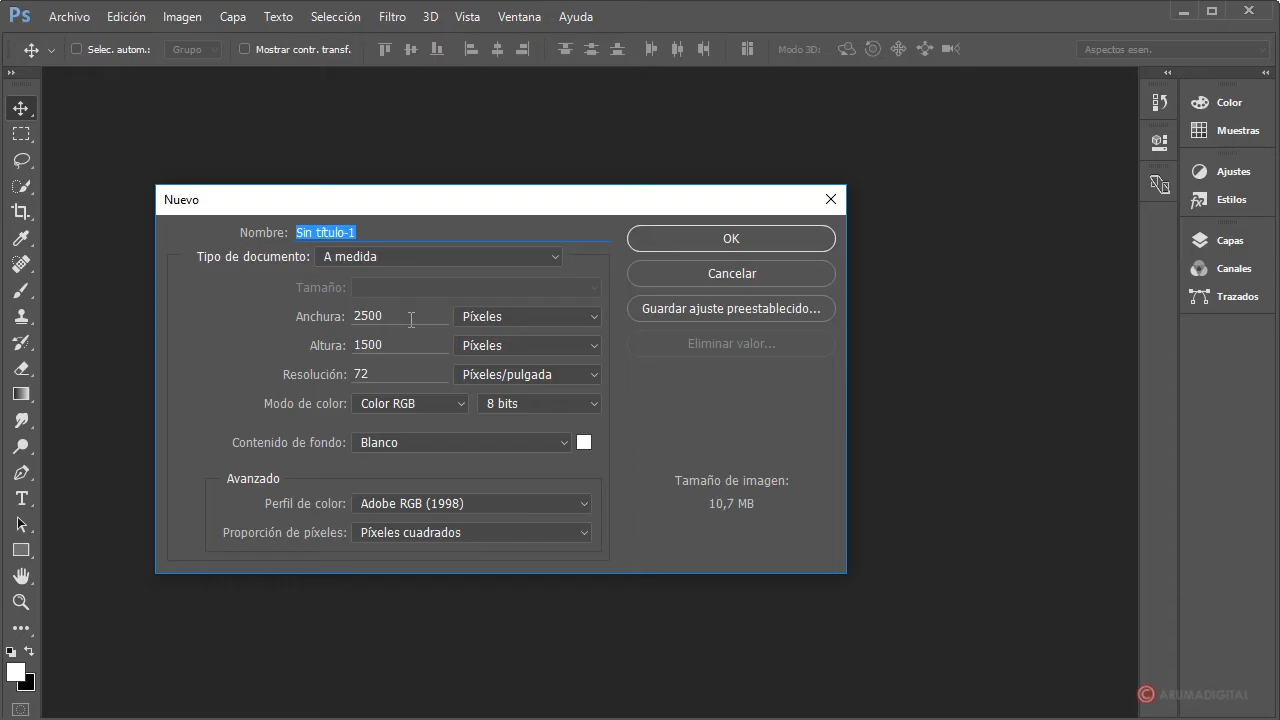 Ps Archivo Edición Imagen Capa Texto Selección Filtro 3D Vista Ventana Ayuda
Selec. autom.: Grupo Mostrar contr. transf. Modo 3D: Aspectos esen.
Color
Muestras
Ajustes
Estilos
Capas
Canales
Trazados
Nuevo
Nombre: Sin título-1
OK
Tipo de documento: A medida
Cancelar
Tamaño:
Guardar ajuste preestablecido...
Anchura: 2500 Píxeles
Altura: 1500 Píxeles
Eliminar valor...
Resolución: 72 Píxeles/pulgada
Modo de color: Color RGB 8 bits
Contenido de fondo: Blanco
Avanzado
Tamaño de imagen:
10,7 MB
Perfil de color: Adobe RGB (1998)
Proporción de píxeles: Píxeles cuadrados
© ARUMADIGITAL